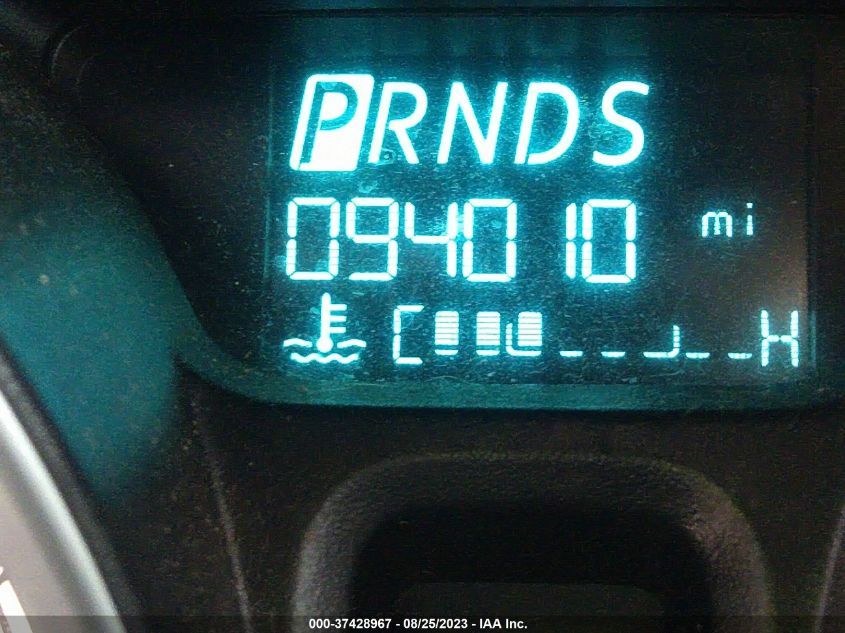 PRNDS
094010 mi
C H
000-37428967 - 08/25/2023 - IAA Inc.